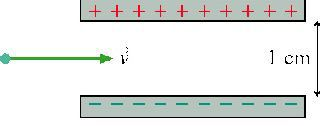 + + + + + + + + + +
v⃗ 1 cm
− − − − − − − − − −